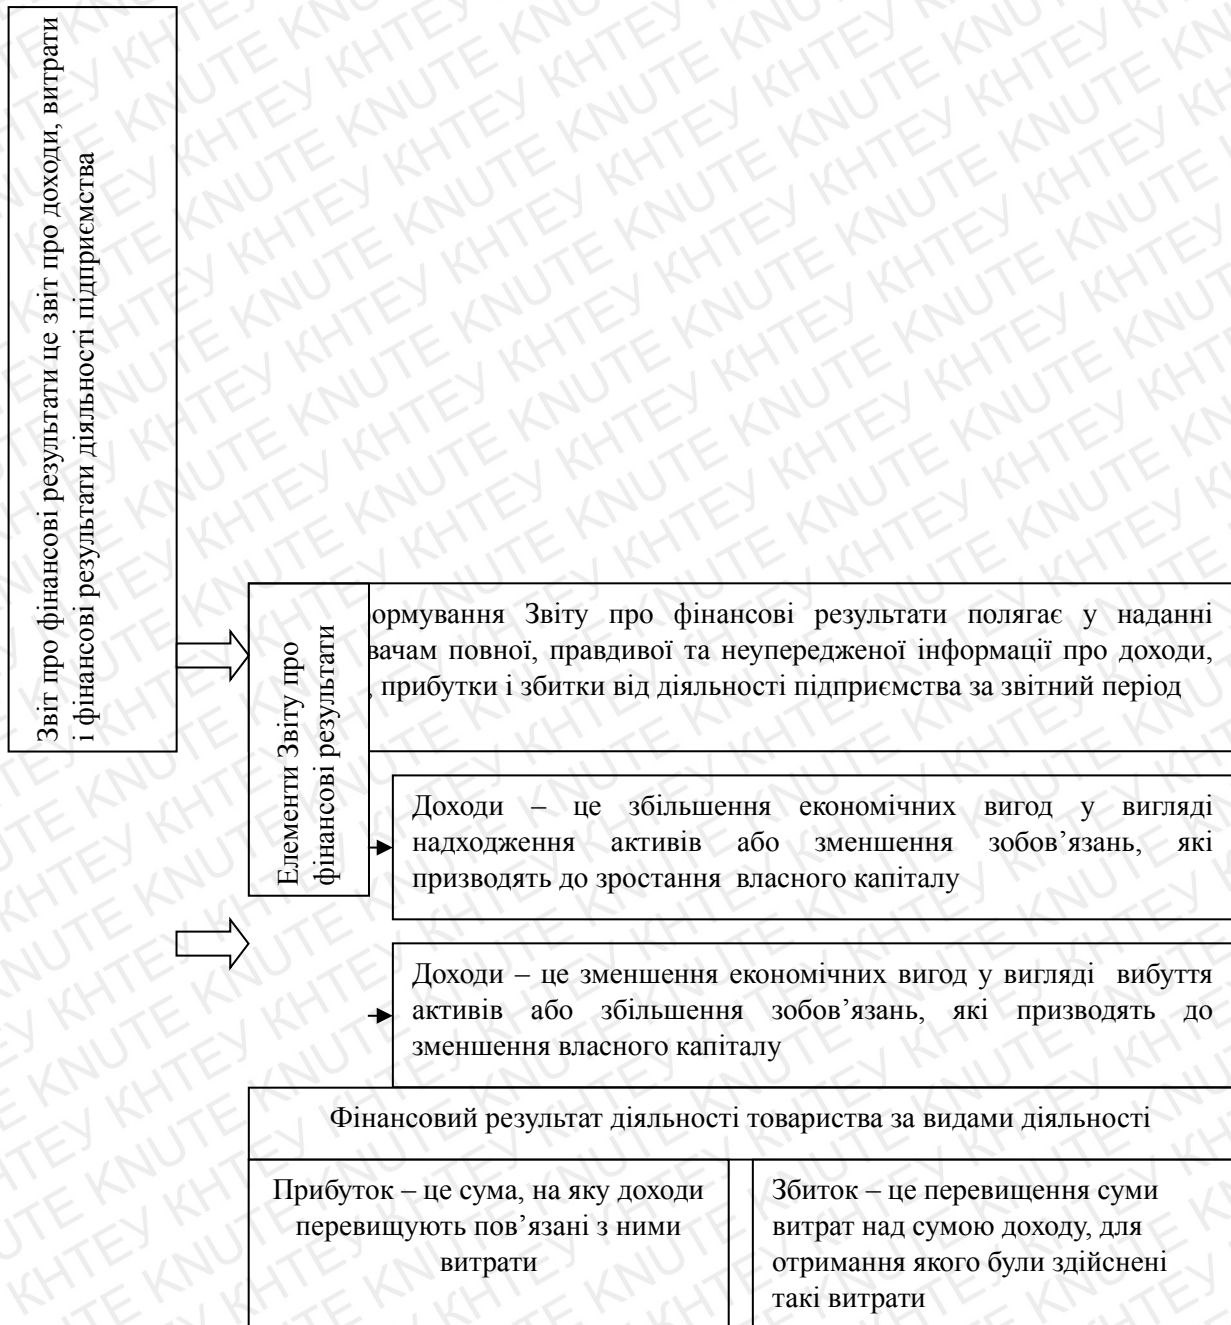 Звіт про фінансові результати це звіт про доходи, витрати
і фінансові результати діяльності підприємства
ормування Звіту про фінансові результати полягає у наданні
вачам повної, правдивої та неупередженої інформації про доходи,
, прибутки і збитки від діяльності підприємства за звітний період
Елементи Звіту про
фінансові результати
Доходи – це збільшення економічних вигод у вигляді
надходження активів або зменшення зобов’язань, які
призводять до зростання власного капіталу
Доходи – це зменшення економічних вигод у вигляді вибуття
активів або збільшення зобов’язань, які призводять до
зменшення власного капіталу
Фінансовий результат діяльності товариства за видами діяльності
Прибуток – це сума, на яку доходи
перевищують пов’язані з ними
витрати
Збиток – це перевищення суми
витрат над сумою доходу, для
отримання якого були здійснені
такі витрати